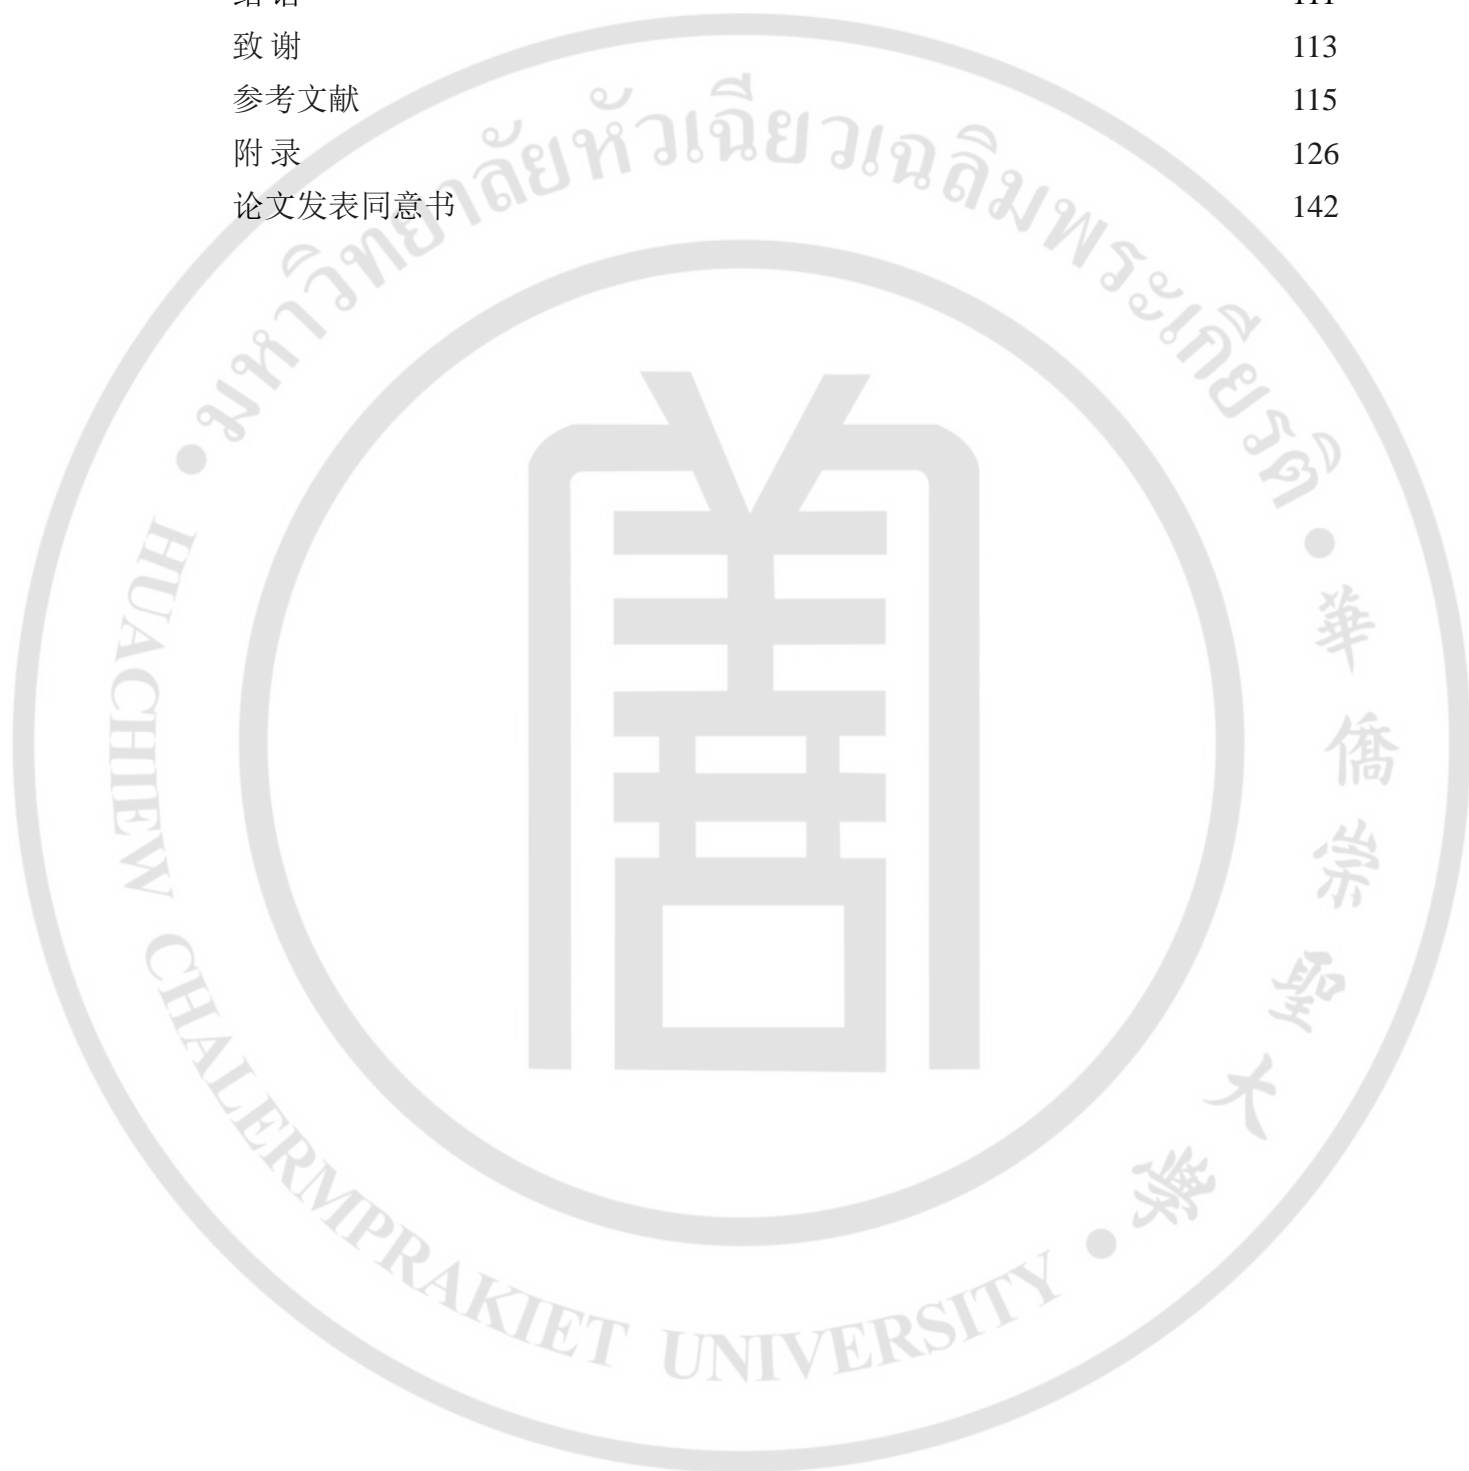 致 谢 113
参考文献 115
附 录 126
论文发表同意书 142
• มหาวิทยาลัยหัวเฉียวเฉลิมพระเกียรติ •
華 僑 崇 聖 大 學
HUACHIEW CHALERMPRAKIET UNIVERSITY •